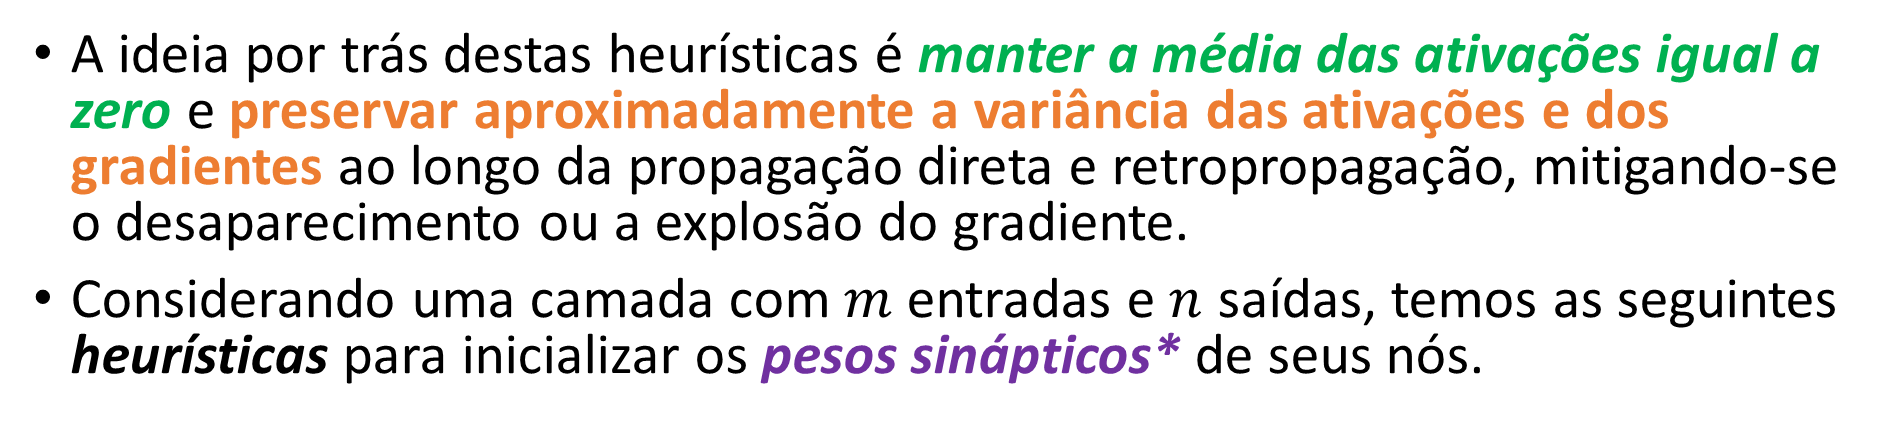 • A ideia por trás destas heurísticas é manter a média das ativações igual a
zero e preservar aproximadamente a variância das ativações e dos
gradientes ao longo da propagação direta e retropropagação, mitigando-se
o desaparecimento ou a explosão do gradiente.
• Considerando uma camada com m entradas e n saídas, temos as seguintes
heurísticas para inicializar os pesos sinápticos* de seus nós.